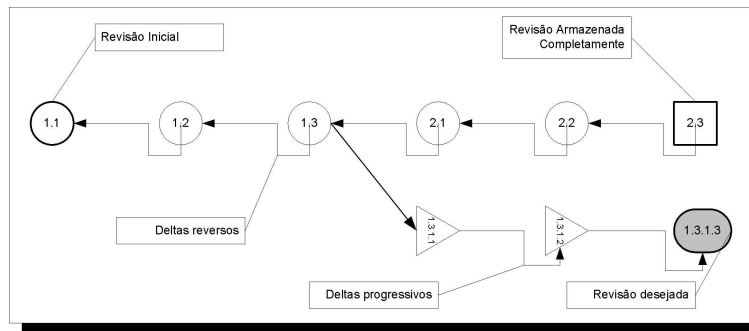 Revisão Inicial
Revisão Armazenada
Completamente
1.1
1.2
1.3
2.1
2.2
2.3
1.3.1.1
1.3.1.2
1.3.1.3
Deltas reversos
Deltas progressivos
Revisão desejada